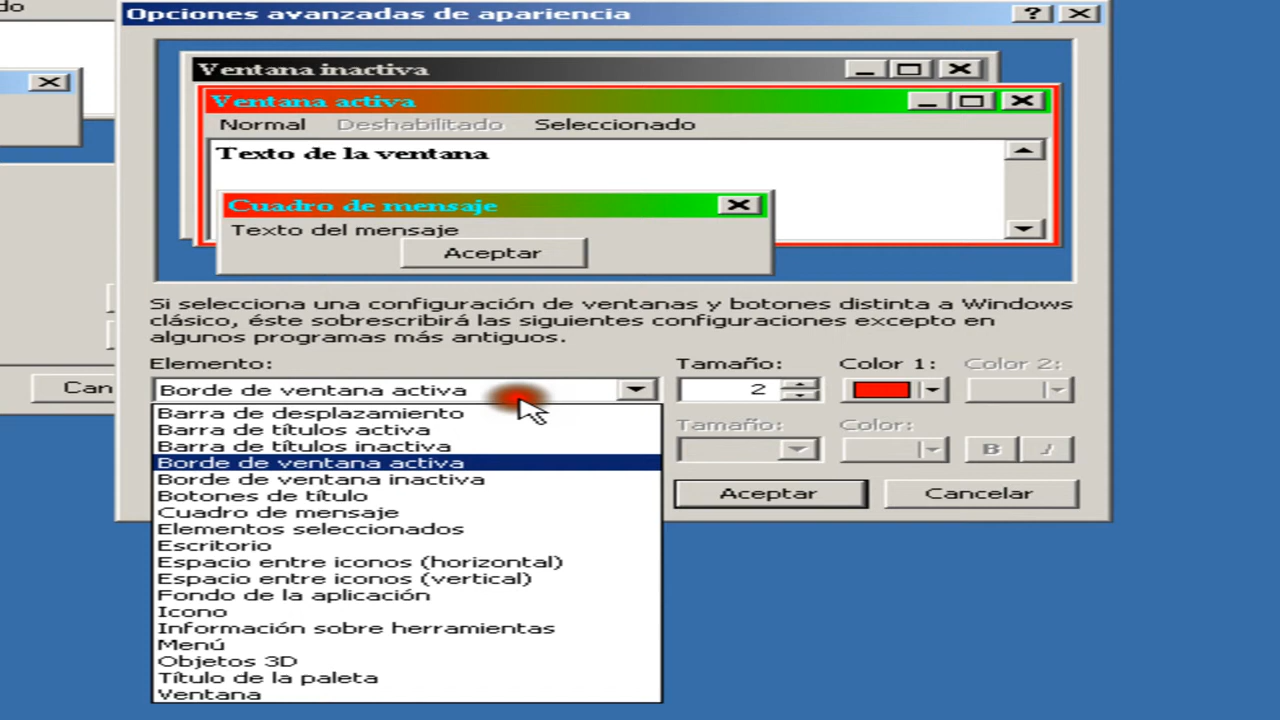 do
Opciones avanzadas de apariencia
Ventana inactiva
Ventana activa
Normal Deshabilitado Seleccionado
Texto de la ventana
Cuadro de mensaje
Texto del mensaje
Aceptar
Si selecciona una configuración de ventanas y botones distinta a Windows
clásico, éste sobrescribirá las siguientes configuraciones excepto en
algunos programas más antiguos.
Elemento: Tamaño: Color 1: Color 2:
Can Borde de ventana activa 2
Barra de desplazamiento
Barra de títulos activa Tamaño: Color:
Barra de títulos inactiva B I
Borde de ventana activa
Borde de ventana inactiva
Botones de título Aceptar Cancelar
Cuadro de mensaje
Elementos seleccionados
Escritorio
Espacio entre iconos (horizontal)
Espacio entre iconos (vertical)
Fondo de la aplicación
Icono
Información sobre herramientas
Menú
Objetos 3D
Título de la paleta
Ventana